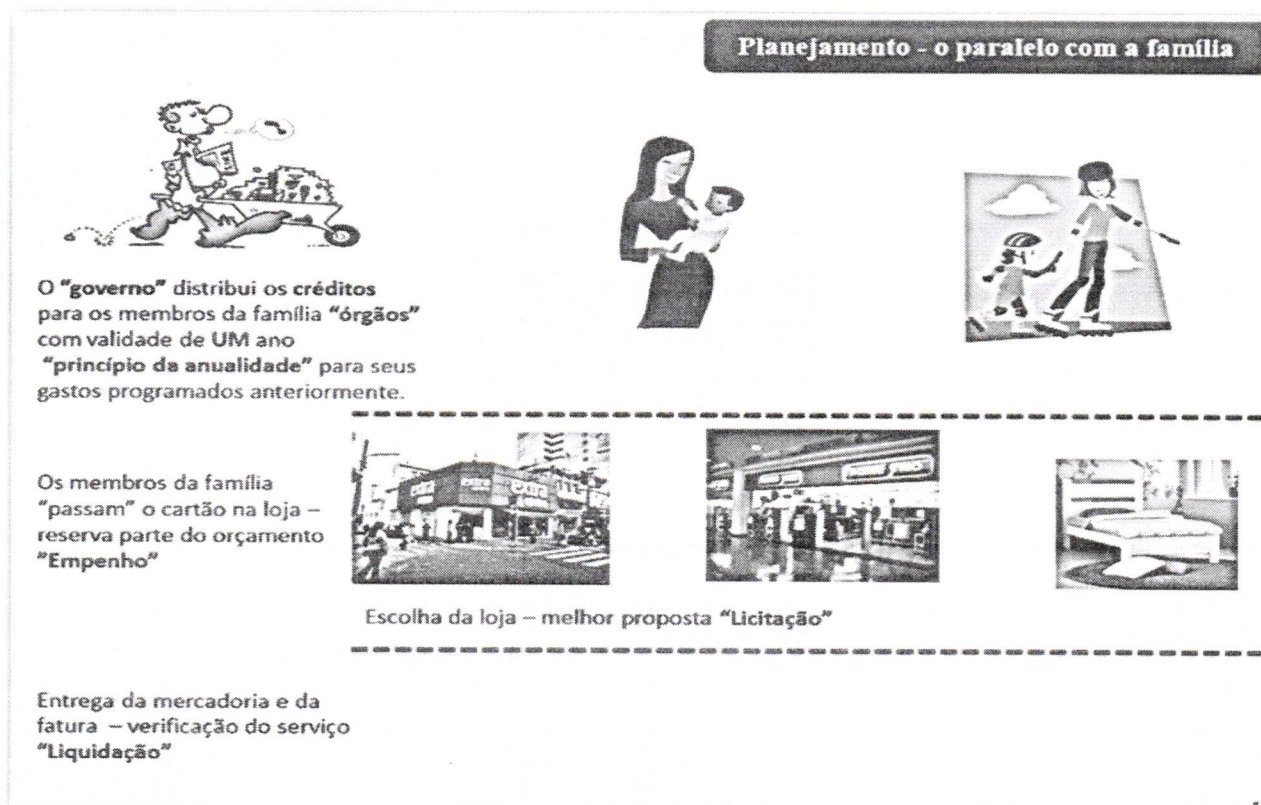 Planejamento - o paralelo com a família
O "governo" distribui os créditos
para os membros da família "órgãos"
com validade de UM ano
"princípio da anualidade" para seus
gastos programados anteriormente.
Os membros da família
"passam" o cartão na loja –
reserva parte do orçamento
"Empenho"
Escolha da loja – melhor proposta "Licitação"
Entrega da mercadoria e da
fatura – verificação do serviço
"Liquidação"